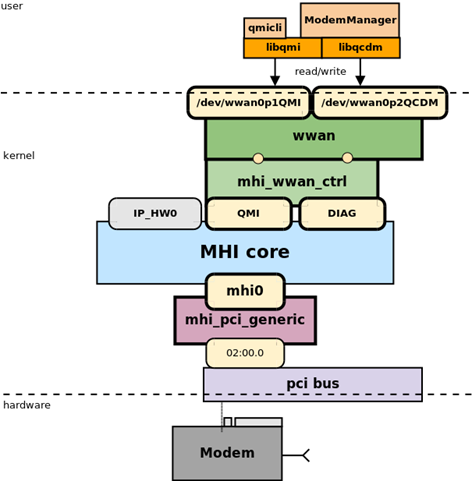 user
qmicli
ModemManager
libqmi
libqcdm
read/write
/dev/wwan0p1QMI
/dev/wwan0p2QCDM
wwan
kernel
mhi_wwan_ctrl
IP_HW0
QMI
DIAG
MHI core
mhi0
mhi_pci_generic
02:00.0
pci bus
hardware
Modem